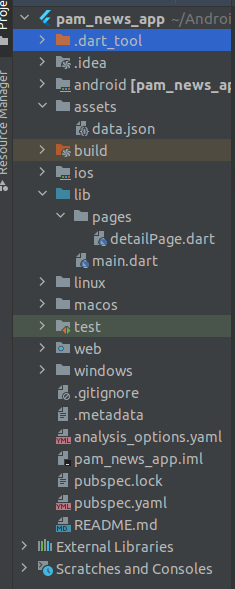 Proje
pam_news_app ~/Androi
.dart_tool
.idea
android [pam_news_ap
assets
data.json
build
ios
lib
pages
detailPage.dart
main.dart
linux
macos
test
web
windows
.gitignore
.metadata
analysis_options.yaml
pam_news_app.iml
pubspec.lock
pubspec.yaml
README.md
External Libraries
Scratches and Consoles
Resource Manager